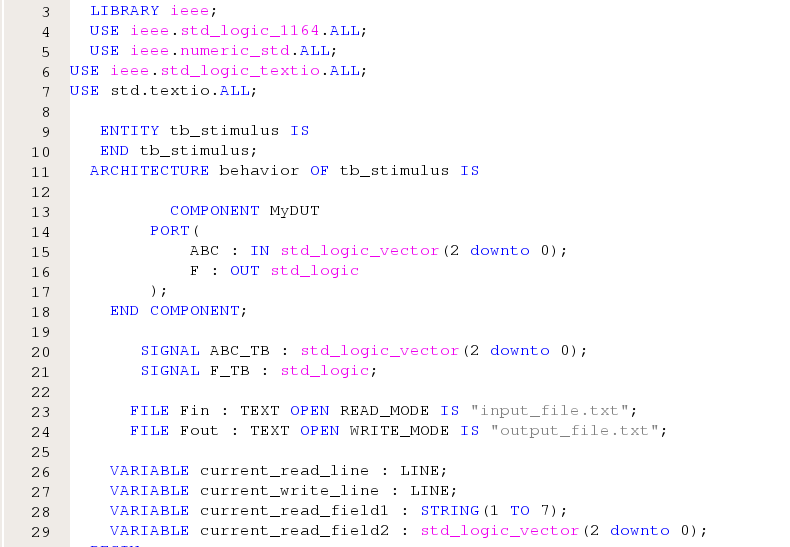 3 LIBRARY ieee;
4 USE ieee.std_logic_1164.ALL;
5 USE ieee.numeric_std.ALL;
6 USE ieee.std_logic_textio.ALL;
7 USE std.textio.ALL;
8
9 ENTITY tb_stimulus IS
10 END tb_stimulus;
11 ARCHITECTURE behavior OF tb_stimulus IS
12
13 COMPONENT MyDUT
14 PORT(
15 ABC : IN std_logic_vector(2 downto 0);
16 F : OUT std_logic
17 );
18 END COMPONENT;
19
20 SIGNAL ABC_TB : std_logic_vector(2 downto 0);
21 SIGNAL F_TB : std_logic;
22
23 FILE Fin : TEXT OPEN READ_MODE IS "input_file.txt";
24 FILE Fout : TEXT OPEN WRITE_MODE IS "output_file.txt";
25
26 VARIABLE current_read_line : LINE;
27 VARIABLE current_write_line : LINE;
28 VARIABLE current_read_field1 : STRING(1 TO 7);
29 VARIABLE current_read_field2 : std_logic_vector(2 downto 0);